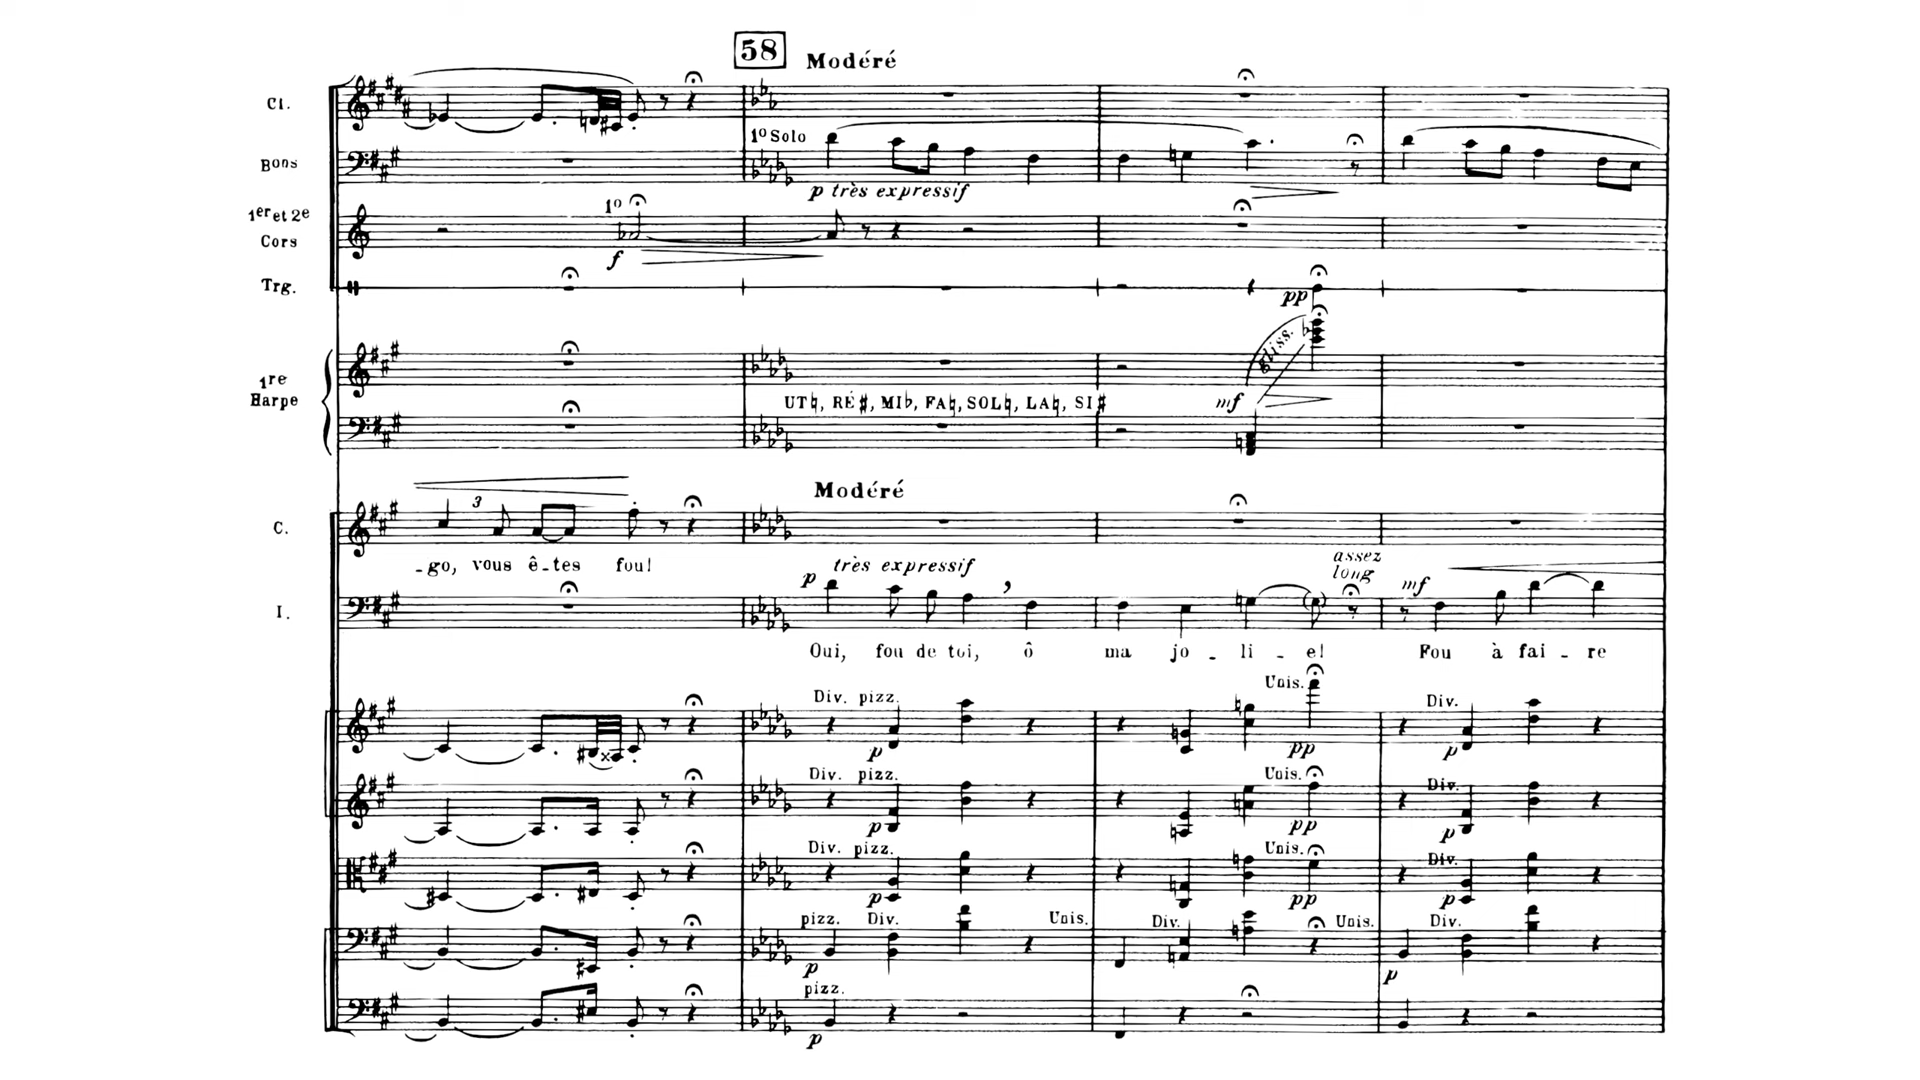 58 Modéré
Cl.
1º Solo
Bons
p très expressif
1er et 2e
Cors
1º
f
Trg.
pp
gliss.
1re
Harpe
UT♮, RÉ♯, MI♭, FA♮, SOL♮, LA♮, SI♯
mf
Modéré
3
C.
-go, vous ê-tes fou!
p très expressif
assez
long
mf
I.
Oui, fou de toi, ô ma jo - li - e! Fou à fai - re
Div. pizz. Unis. Div.
p pp p
Div. pizz. Unis. Div.
p pp p
Div. pizz. Unis. Div.
p pp p
pizz. Div. Unis. Div. Unis. Div.
p p
pizz.
p